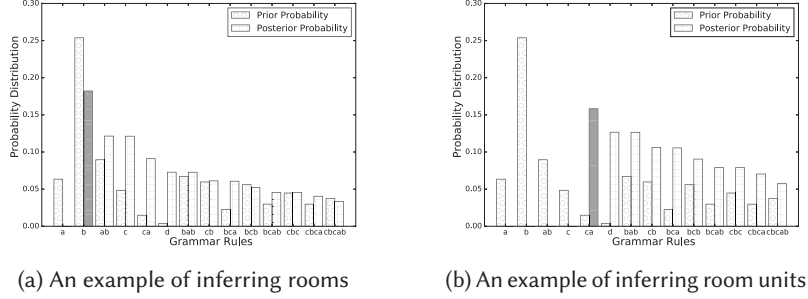 0.30
0.25
0.20
0.15
0.10
0.05
0.00
Probability Distribution
Prior Probability
Posterior Probability
a b ab c ca d bab cb bca bcb bcab cbc cbca cbcab
Grammar Rules
(a) An example of inferring rooms
0.30
0.25
0.20
0.15
0.10
0.05
0.00
Probability Distribution
Prior Probability
Posterior Probability
a b ab c ca d bab cb bca bcb bcab cbc cbca cbcab
Grammar Rules
(b) An example of inferring room units